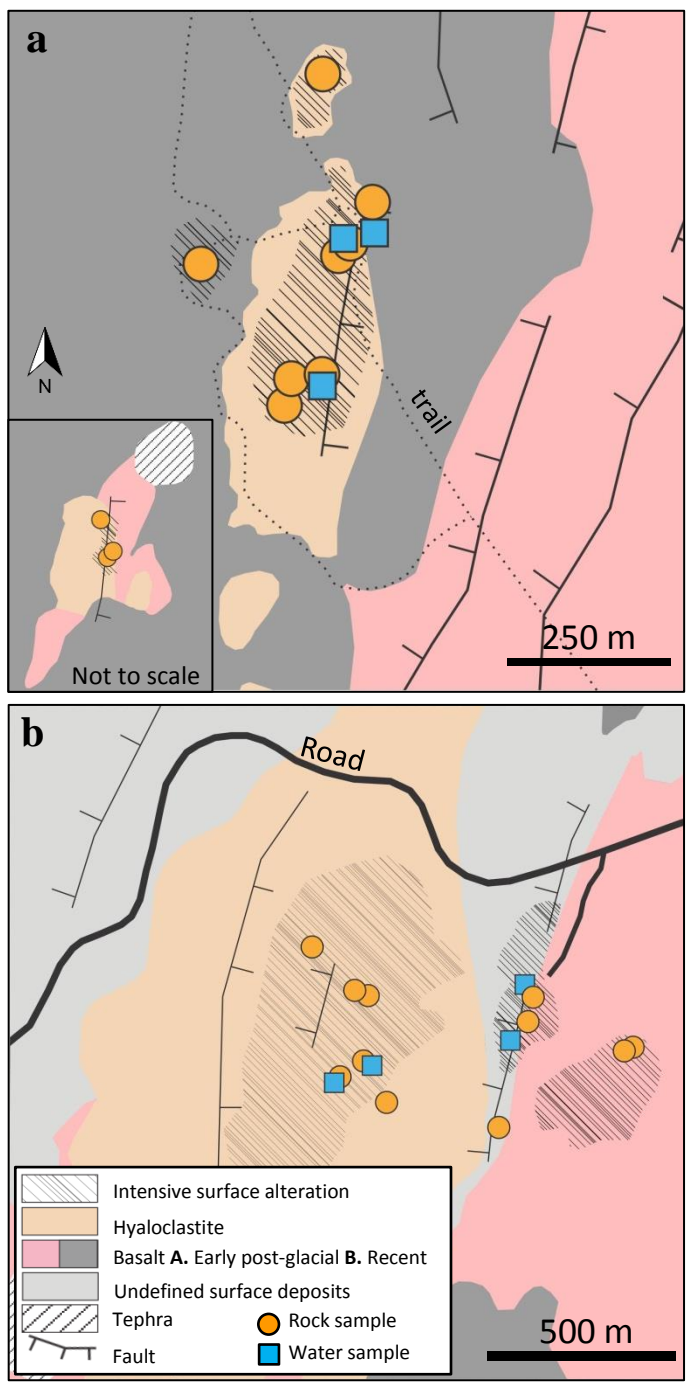 a
trail
N
Not to scale
250 m
b
Road
Intensive surface alteration
Hyaloclastite
Basalt A. Early post-glacial B. Recent
Undefined surface deposits
Tephra
Rock sample
Fault
Water sample
500 m